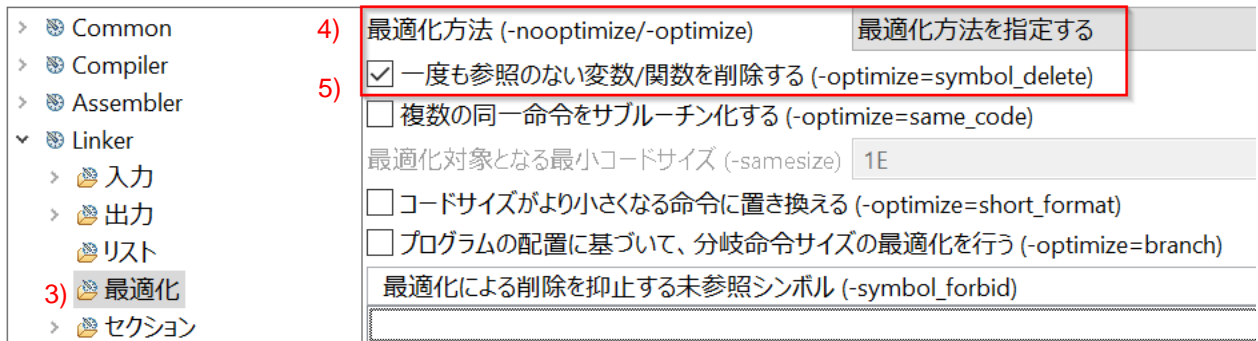 Common
Compiler
Assembler
Linker
入力
出力
リスト
3) 最適化
セクション
4) 最適化方法 (-nooptimize/-optimize) 最適化方法を指定する
5) 一度も参照のない変数/関数を削除する (-optimize=symbol_delete)
複数の同一命令をサブルーチン化する (-optimize=same_code)
最適化対象となる最小コードサイズ (-samesize) 1E
コードサイズがより小さくなる命令に置き換える (-optimize=short_format)
プログラムの配置に基づいて、分岐命令サイズの最適化を行う (-optimize=branch)
最適化による削除を抑止する未参照シンボル (-symbol_forbid)